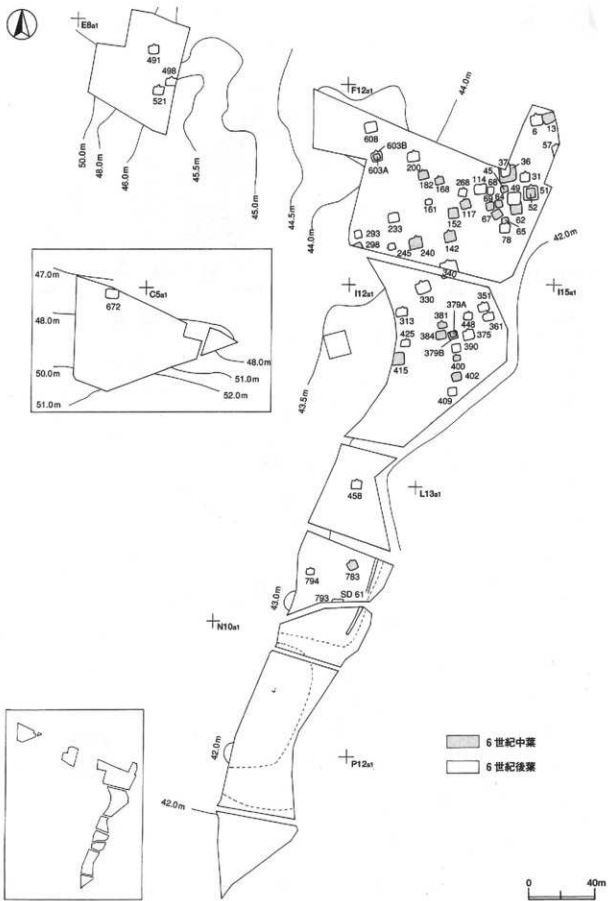 E8a1
491
498
521
50.0m
48.0m
46.0m
45.5m
45.0m
44.5m
44.0m
F12a1
44.0m
608
603B
603A
200
182
168
161
268
114
117
152
142
233
293
298
245
240
340
6
13
57
37
36
45
31
68
69
64
49
51
52
67
62
65
78
42.0m
I12a1
I15a1
47.0m
C5a1
672
48.0m
48.0m
50.0m
51.0m
52.0m
51.0m
330
313
425
415
381
384
379A
379B
448
351
361
375
390
400
402
409
43.5m
458
L13a1
794
783
793
SD 61
43.0m
N10a1
42.0m
P12a1
42.0m
6世紀中葉
6世紀後葉
0
40m